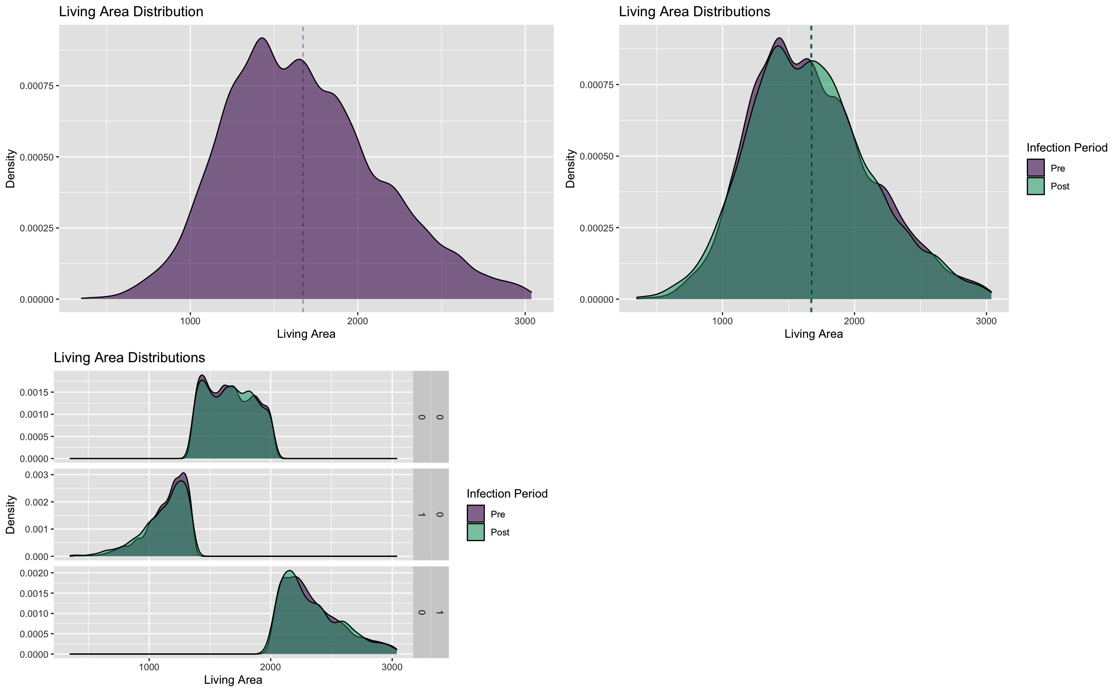 Living Area Distribution
Density
0.00075
0.00050
0.00025
0.00000
1000 2000 3000
Living Area
Living Area Distributions
Density
0.00075
0.00050
0.00025
0.00000
1000 2000 3000
Living Area
Infection Period
Pre
Post
Living Area Distributions
Density
0.0015
0.0010
0.0005
0.0000
0 0
0.003
0.002
0.001
0.000
1 0
0.0020
0.0015
0.0010
0.0005
0.0000
0 1
1000 2000 3000
Living Area
Infection Period
Pre
Post